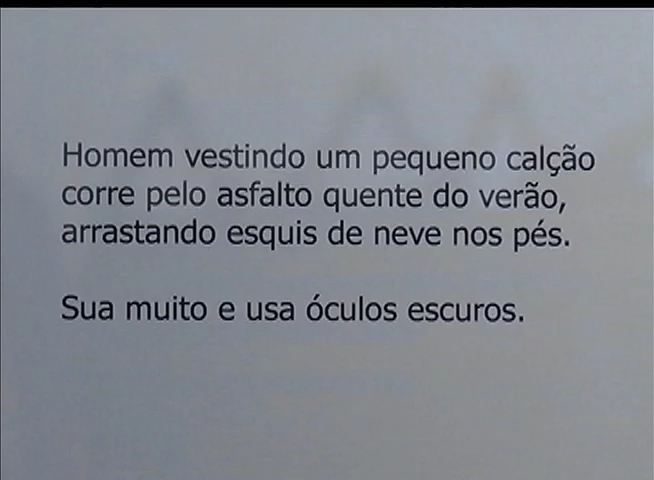 Homem vestindo um pequeno calção
corre pelo asfalto quente do verão,
arrastando esquis de neve nos pés.
Sua muito e usa óculos escuros.